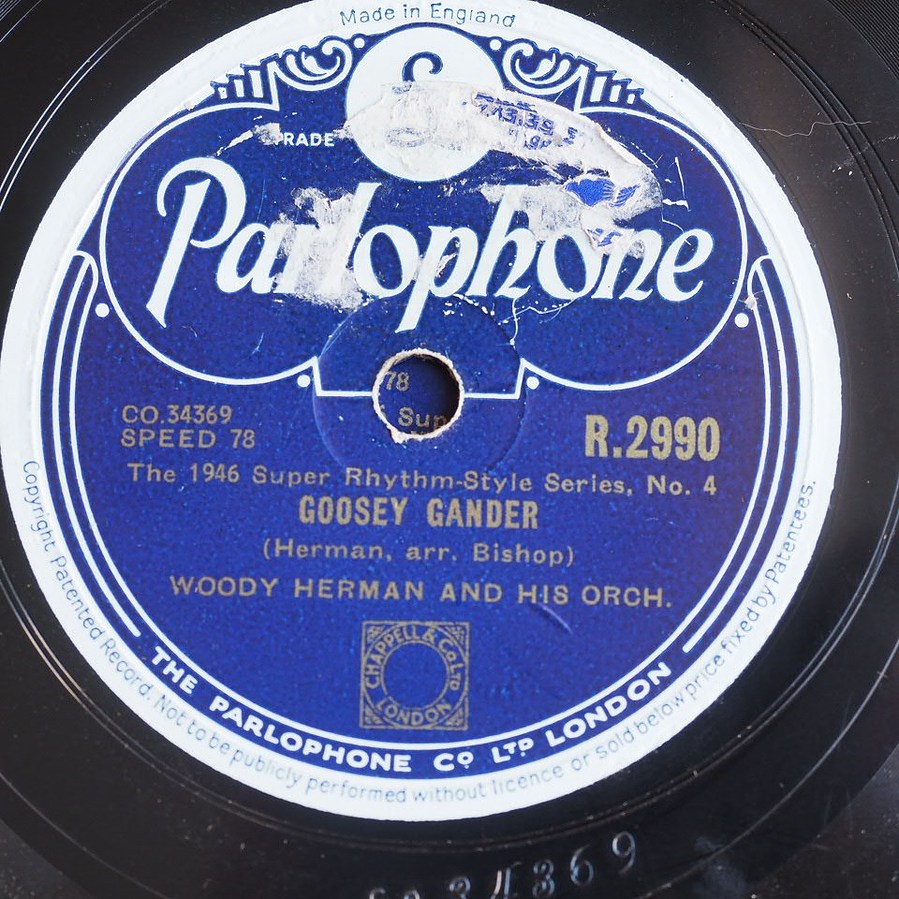 Made in England
TRADE
Parlophone
78
Sup
CO.34369
SPEED 78
R.2990
The 1946 Super Rhythm-Style Series, No. 4
GOOSEY GANDER
(Herman, arr. Bishop)
WOODY HERMAN AND HIS ORCH.
CHAPPELL & Co LTD
LONDON
THE PARLOPHONE Co LTD LONDON
Copyright. Patented Record. Not to be publicly performed without licence or sold below price fixed by Patentees.
34369